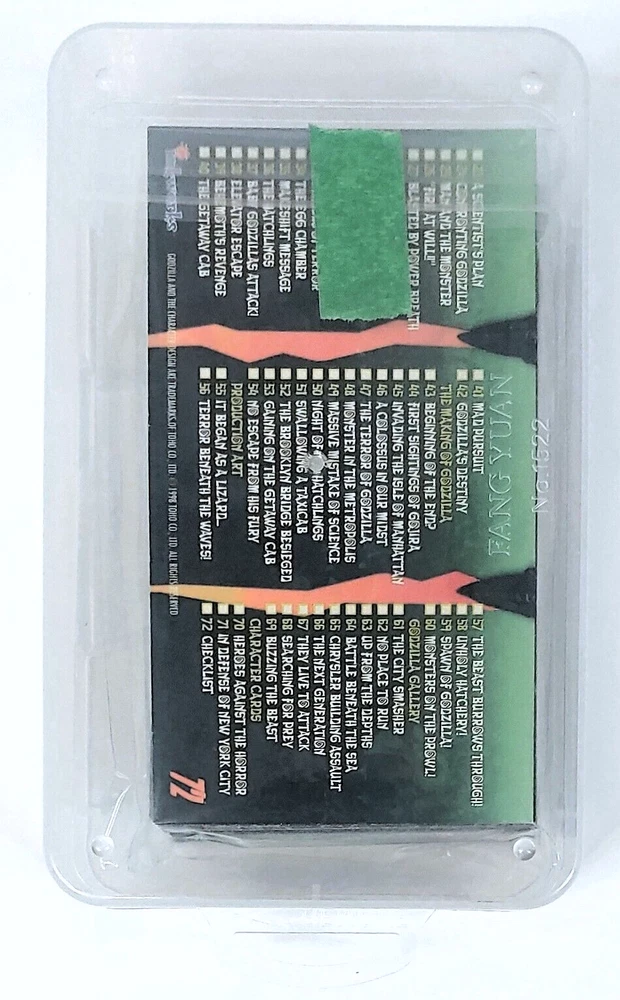 A SCIENTIST'S PLAN
CONFRONTING GODZILLA
MAN AND THE MONSTER
"FIRE AT WILL!"
BLASTED BY POWER BREATH
OF TERROR
THE EGG CHAMBER
MAKESHIFT MESSAGE
THE HATCHLINGS
BABY GODZILLAS ATTACK!
ELEVATOR ESCAPE
BEHEMOTH'S REVENGE
40 THE GETAWAY CAB
41 MAD PURSUIT
42 GODZILLA'S DESTINY
THE MAKING OF GODZILLA
43 BEGINNING OF THE END?
44 FIRST SIGHTINGS OF GOJIRA
45 INVADING THE ISLE OF MANHATTAN
46 A COLOSSUS IN OUR MIDST
47 THE TERROR OF GODZILLA
48 MONSTER IN THE METROPOLIS
49 MASSIVE MISTAKE OF SCIENCE
50 NIGHT OF THE HATCHLINGS
51 SWALLOWING A TAXICAB
52 THE BROOKLYN BRIDGE BESIEGED
53 GAINING ON THE GETAWAY CAB
54 NO ESCAPE FROM HIS FURY
PRODUCTION ART
55 IT BEGAN AS A LIZARD...
56 TERROR BENEATH THE WAVES!
57 THE BEAST BURROWS THROUGH!
58 UNHOLY HATCHERY!
59 SPAWN OF GODZILLA!
60 MONSTERS ON THE PROWL!
GODZILLA GALLERY
61 THE CITY SMASHER
62 NO PLACE TO RUN
63 UP FROM THE DEPTHS
64 BATTLE BENEATH THE SEA
65 CHRYSLER BUILDING ASSAULT
66 THE NEXT GENERATION
67 THEY LIVE TO ATTACK
68 SEARCHING FOR PREY
69 BUZZING THE BEAST
CHARACTER CARDS
70 HEROES AGAINST THE HORROR
71 IN DEFENSE OF NEW YORK CITY
72 CHECKLIST
GODZILLA AND THE CHARACTER DESIGN ARE TRADEMARKS OF TOHO CO., LTD. © 1998 TOHO CO., LTD. ALL RIGHTS RESERVED
72
FANG YUAN
No.1522